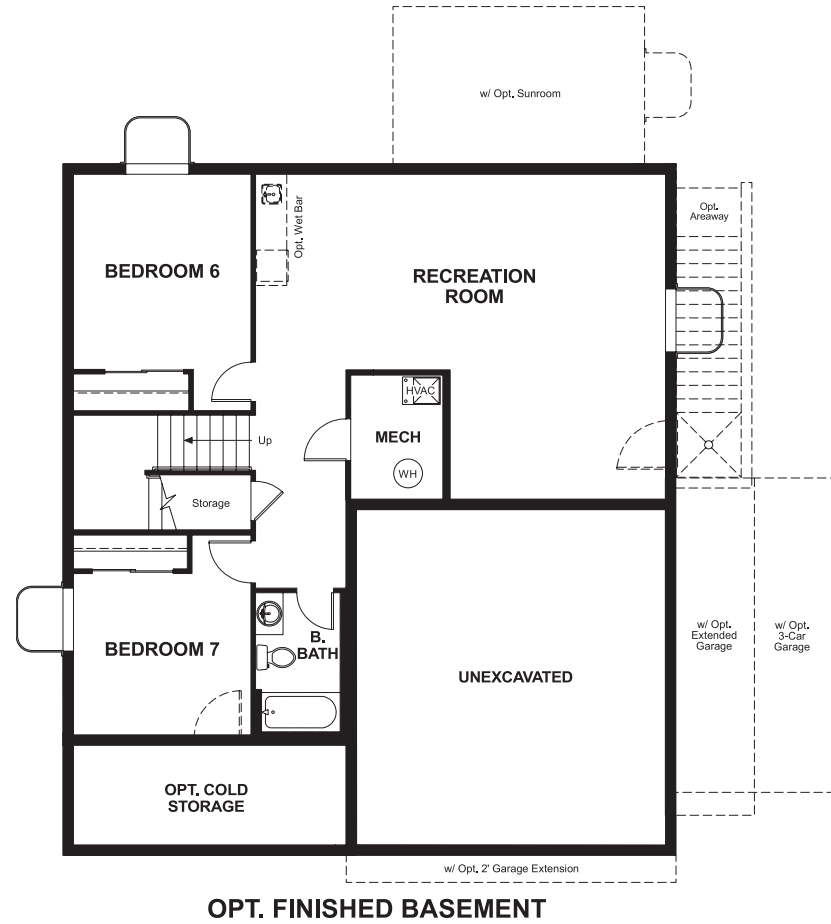 w/ Opt. Sunroom
Opt. Wet Bar
Opt.
Areaway
BEDROOM 6
RECREATION
ROOM
HVAC
MECH
Up
WH
Storage
w/ Opt.
Extended
Garage
w/ Opt.
3-Car
Garage
B.
BATH
BEDROOM 7
UNEXCAVATED
OPT. COLD
STORAGE
w/ Opt. 2' Garage Extension
OPT. FINISHED BASEMENT